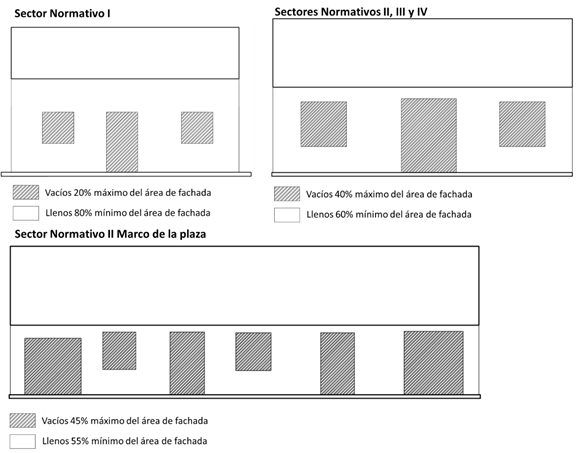 Sector Normativo I
Vacíos 20% máximo del área de fachada
Llenos 80% mínimo del área de fachada
Sectores Normativos II, III y IV
Vacíos 40% máximo del área de fachada
Llenos 60% mínimo del área de fachada
Sector Normativo II Marco de la plaza
Vacíos 45% máximo del área de fachada
Llenos 55% mínimo del área de fachada